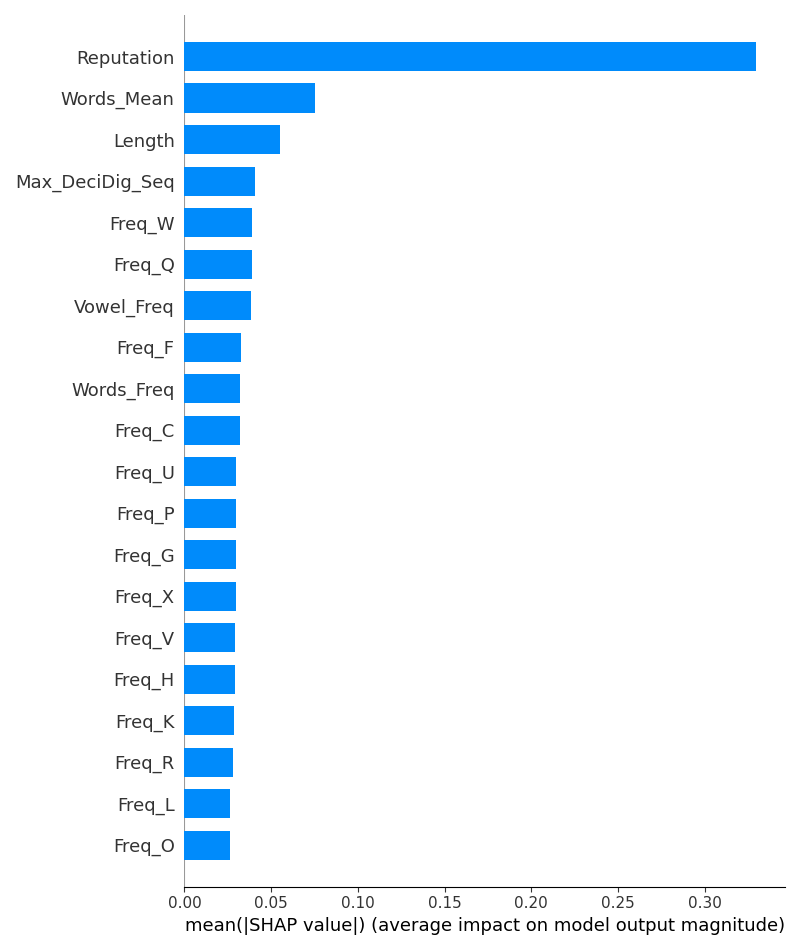 Reputation
Words_Mean
Length
Max_DeciDig_Seq
Freq_W
Freq_Q
Vowel_Freq
Freq_F
Words_Freq
Freq_C
Freq_U
Freq_P
Freq_G
Freq_X
Freq_V
Freq_H
Freq_K
Freq_R
Freq_L
Freq_O
0.00 0.05 0.10 0.15 0.20 0.25 0.30
mean(|SHAP value|) (average impact on model output magnitude)